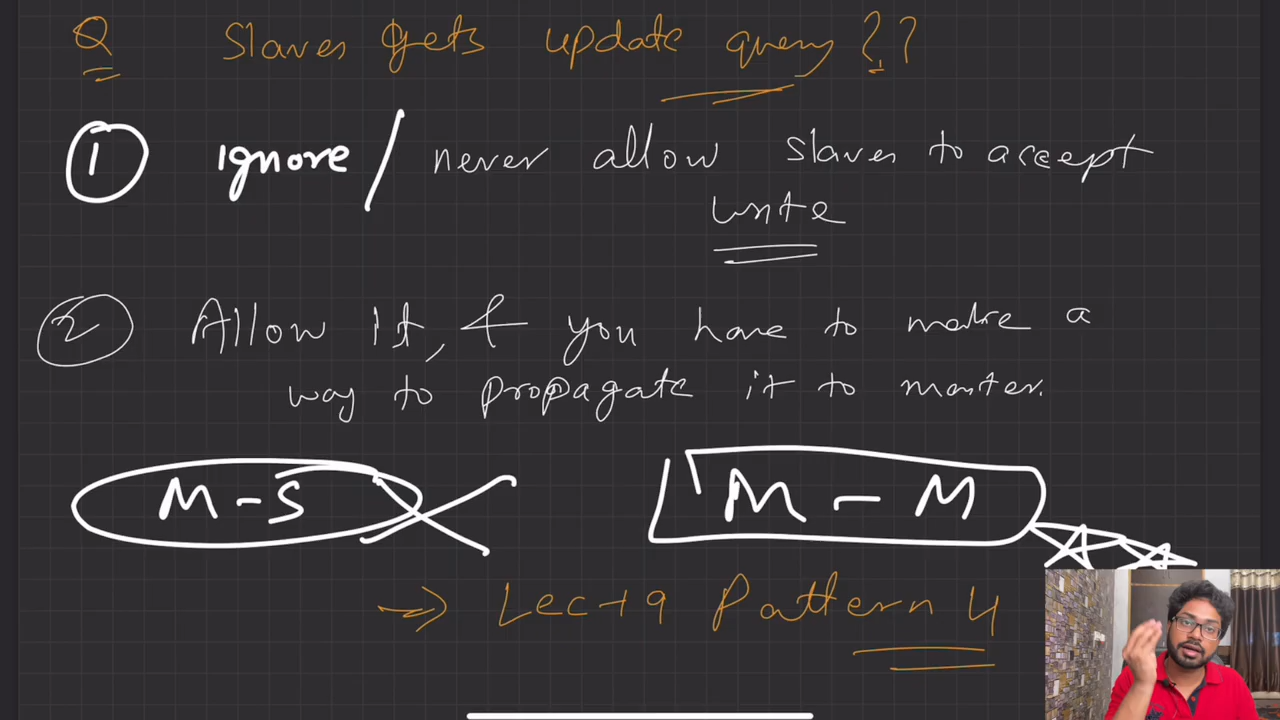 Q Slaves gets update query ??
① ignore / never allow slaves to accept
write
② Allow it, & you have to make a
way to propagate it to master.
M-S M-M
→ Lec-19 Pattern 4